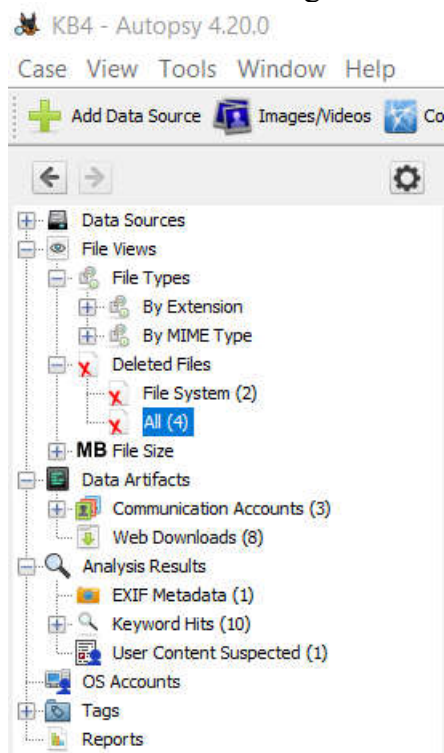 KB4 - Autopsy 4.20.0
Case View Tools Window Help
Add Data Source Images/Videos Co
Data Sources
File Views
File Types
By Extension
By MIME Type
Deleted Files
File System (2)
All (4)
MB File Size
Data Artifacts
Communication Accounts (3)
Web Downloads (8)
Analysis Results
EXIF Metadata (1)
Keyword Hits (10)
User Content Suspected (1)
OS Accounts
Tags
Reports